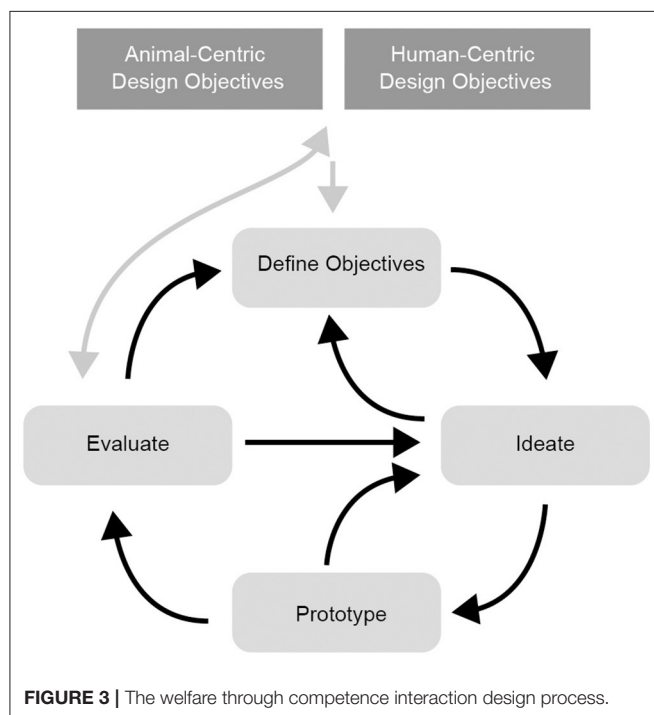 Animal-Centric
Design Objectives
Human-Centric
Design Objectives
Define Objectives
Evaluate
Ideate
Prototype
FIGURE 3 | The welfare through competence interaction design process.